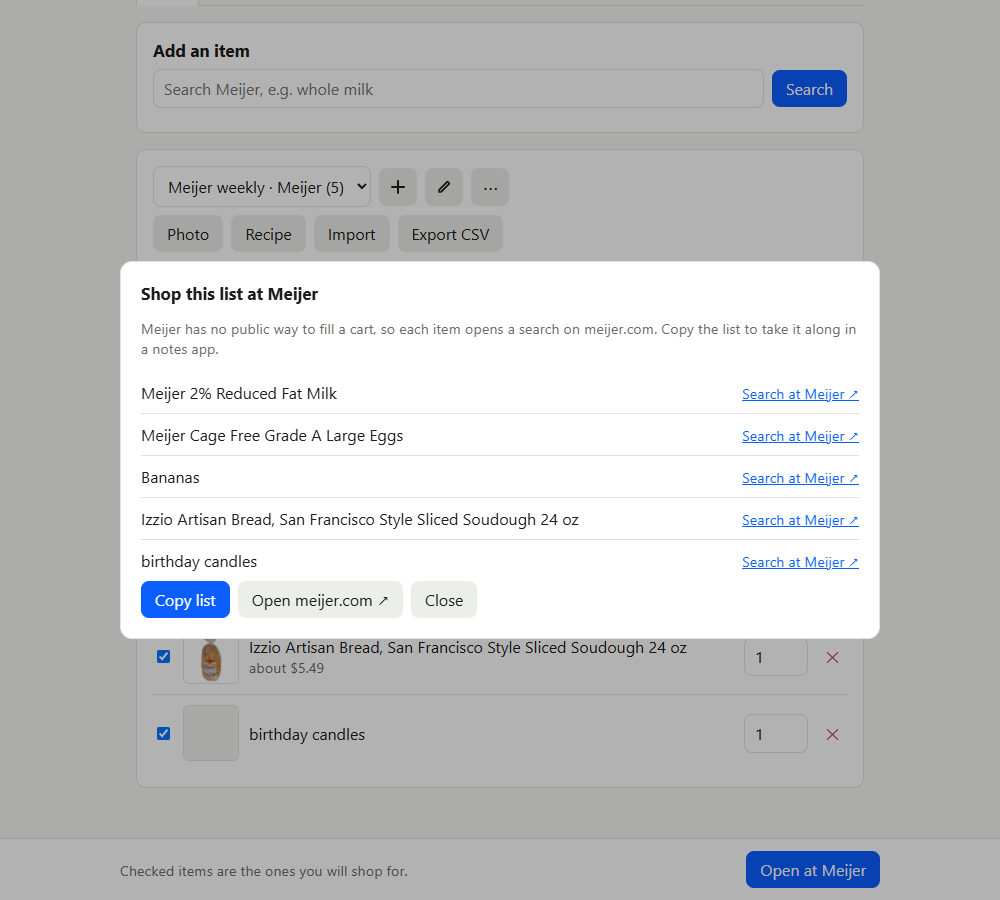 Add an item
Search Meijer, e.g. whole milk
Search
Meijer weekly · Meijer (5)
...
Photo
Recipe
Import
Export CSV
Shop this list at Meijer
Meijer has no public way to fill a cart, so each item opens a search on meijer.com. Copy the list to take it along in
a notes app.
Meijer 2% Reduced Fat Milk
Search at Meijer ↗
Meijer Cage Free Grade A Large Eggs
Search at Meijer ↗
Bananas
Search at Meijer ↗
Izzio Artisan Bread, San Francisco Style Sliced Soudough 24 oz
Search at Meijer ↗
birthday candles
Search at Meijer ↗
Copy list
Open meijer.com ↗
Close
Izzio Artisan Bread, San Francisco Style Sliced Soudough 24 oz
about $5.49
1
birthday candles
1
Checked items are the ones you will shop for.
Open at Meijer